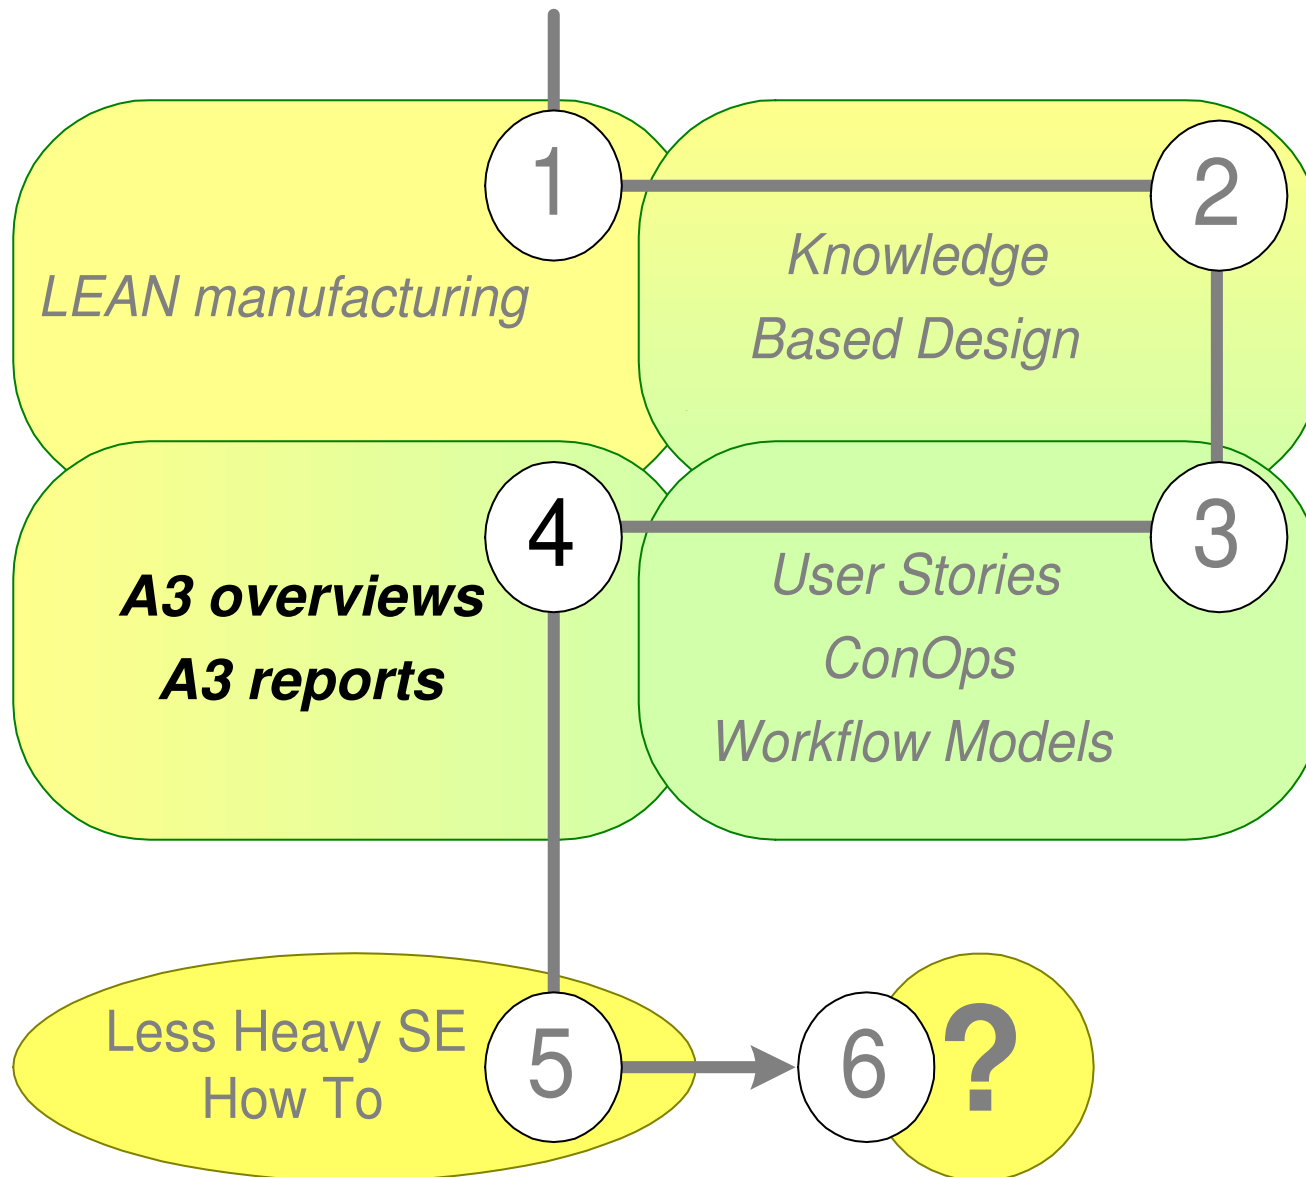 1
LEAN manufacturing
2
Knowledge
Based Design
3
User Stories
ConOps
Workflow Models
4
A3 overviews
A3 reports
5
Less Heavy SE
How To
6
?